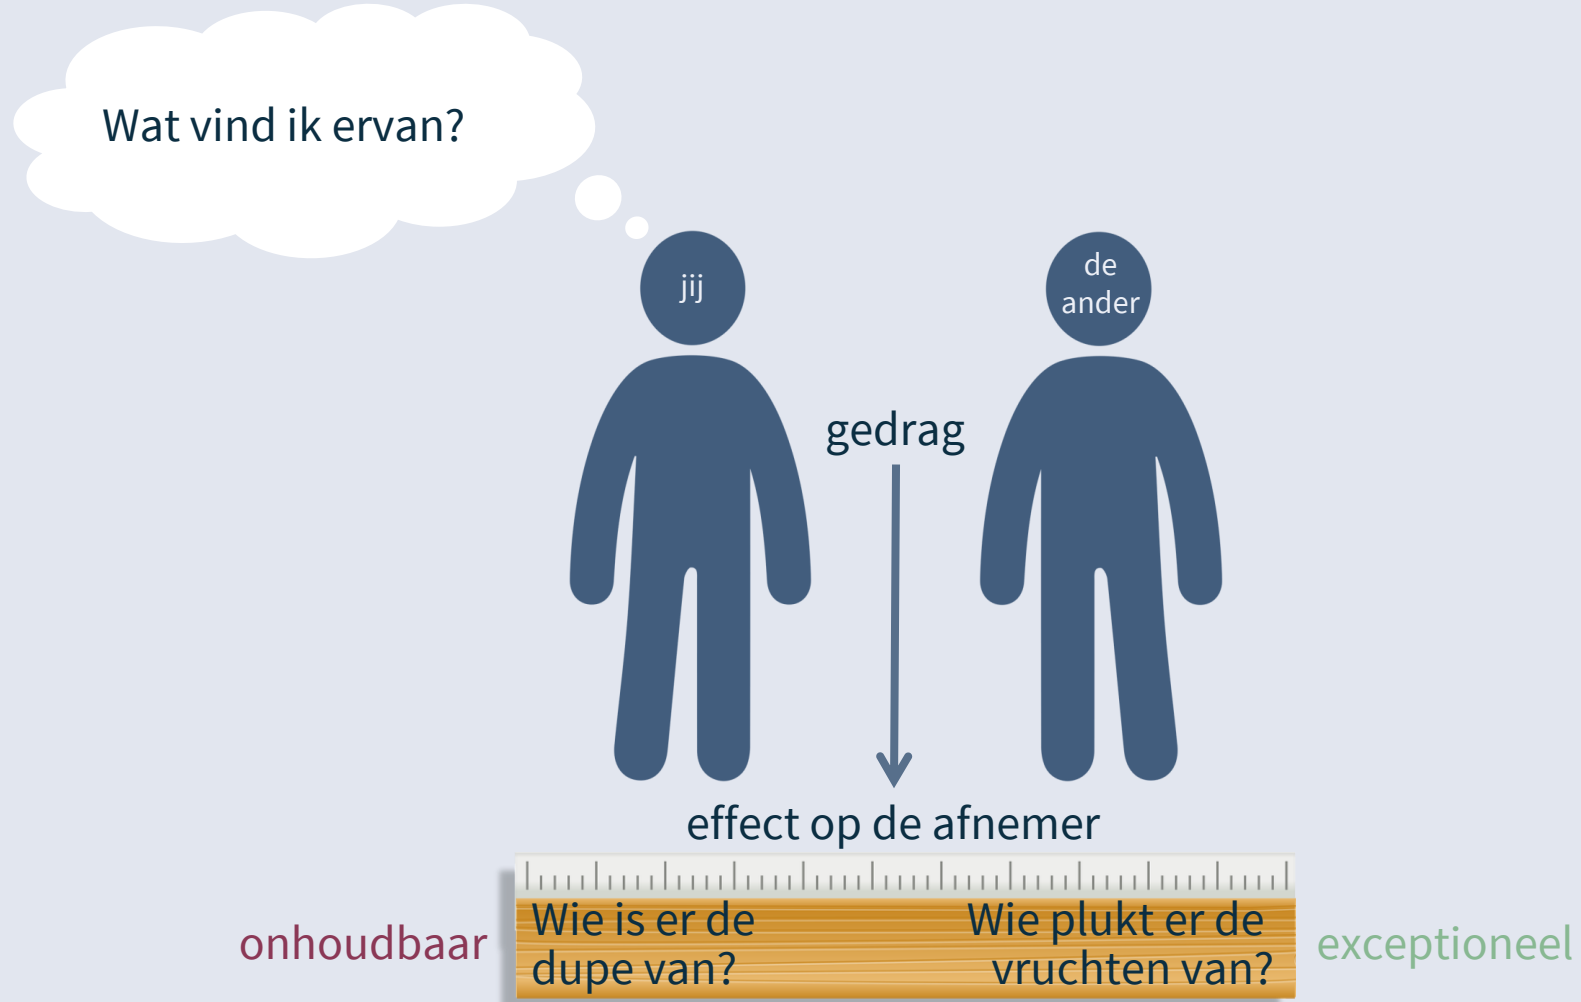 Wat vind ik ervan?
jij
de
ander
gedrag
effect op de afnemer
onhoudbaar
Wie is er de
dupe van?
Wie plukt er de
vruchten van?
exceptioneel